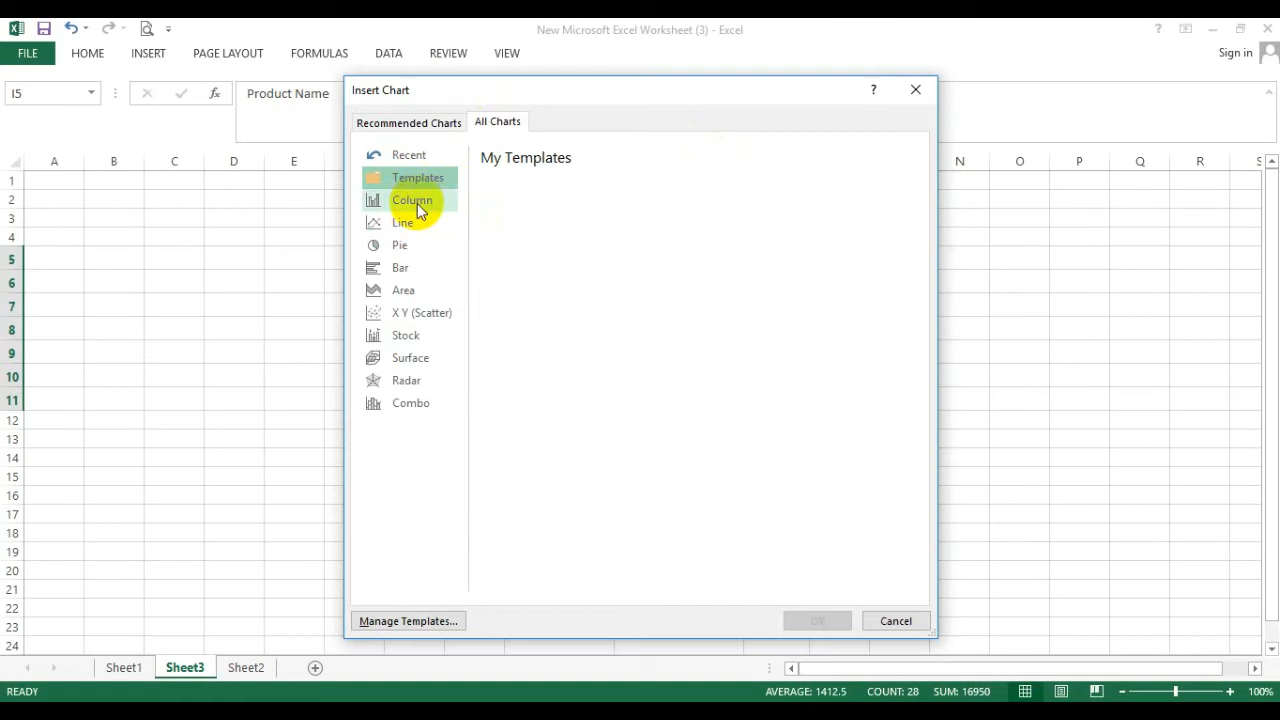 New Microsoft Excel Worksheet (3) - Excel
FILE HOME INSERT PAGE LAYOUT FORMULAS DATA REVIEW VIEW Sign in
I5 fx Product Name
Insert Chart
Recommended Charts All Charts
Recent
Templates
Column
Line
Pie
Bar
Area
X Y (Scatter)
Stock
Surface
Radar
Combo
My Templates
Manage Templates... OK Cancel
A B C D E N O P Q R S
1
2
3
4
5
6
7
8
9
10
11
12
13
14
15
16
17
18
19
20
21
22
23
24
Sheet1 Sheet3 Sheet2
READY AVERAGE: 1412.5 COUNT: 28 SUM: 16950 100%